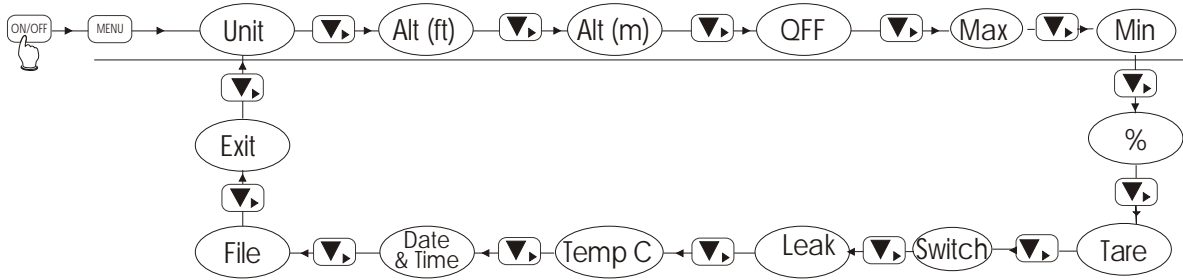 ON/OFF
MENU
Unit
Alt (ft)
Alt (m)
QFF
Max
Min
%
Tare
Switch
Leak
Temp C
Date
& Time
File
Exit